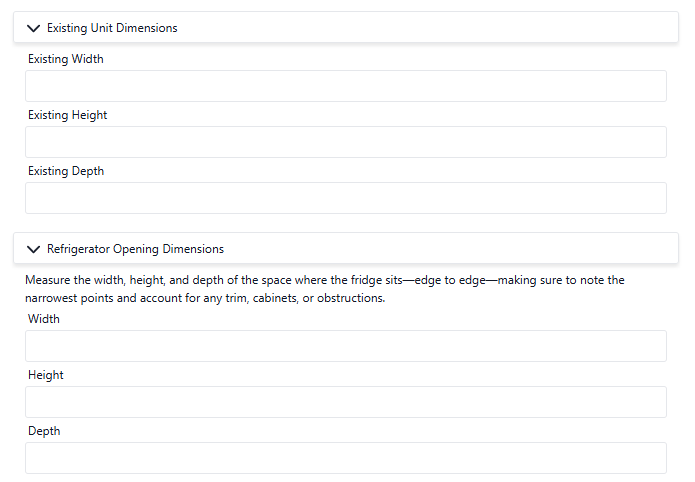 Existing Unit Dimensions
Existing Width
Existing Height
Existing Depth
Refrigerator Opening Dimensions
Measure the width, height, and depth of the space where the fridge sits—edge to edge—making sure to note the
narrowest points and account for any trim, cabinets, or obstructions.
Width
Height
Depth